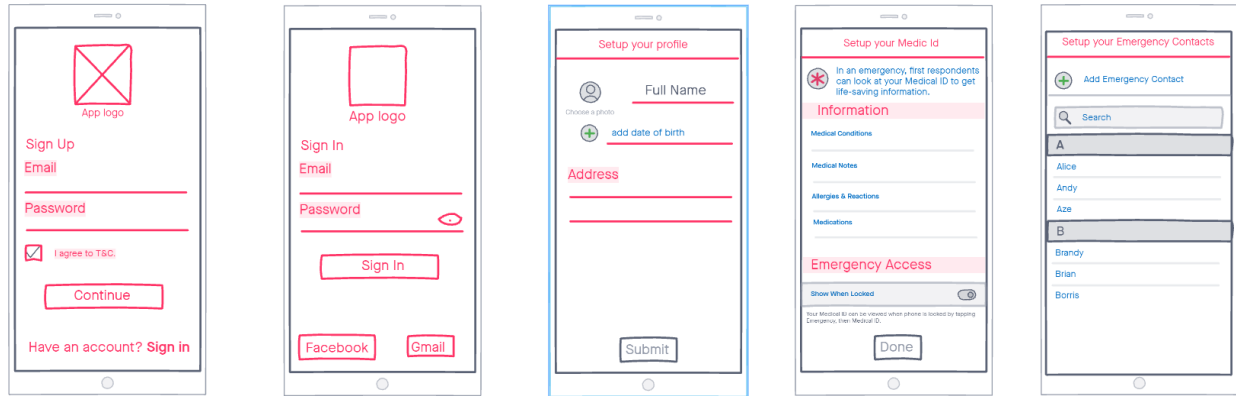 App logo
Sign Up
Email
Password
I agree to T&C.
Continue
Have an account? Sign in
App logo
Sign In
Email
Password
Sign In
Facebook
Gmail
Setup your profile
Full Name
Choose a photo
add date of birth
Address
Submit
Setup your Medic Id
In an emergency, first respondents
can look at your Medical ID to get
life-saving information.
Information
Medical Conditions
Medical Notes
Allergies & Reactions
Medications
Emergency Access
Show When Locked
Your Medical ID can be viewed when phone is locked by tapping
Emergency, then Medical ID.
Done
Setup your Emergency Contacts
Add Emergency Contact
Search
A
Alice
Andy
Aze
B
Brandy
Brian
Borris